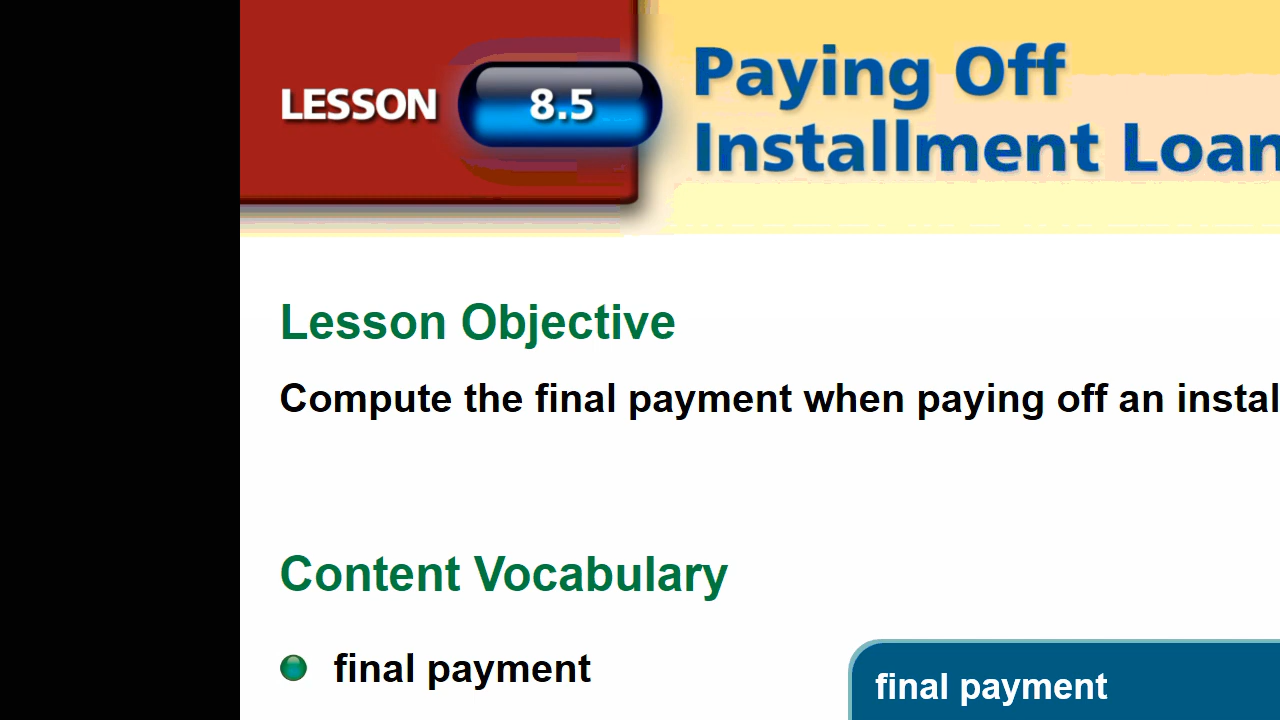 LESSON 8.5
Paying Off
Installment Loan
Lesson Objective
Compute the final payment when paying off an instal
Content Vocabulary
final payment
final payment